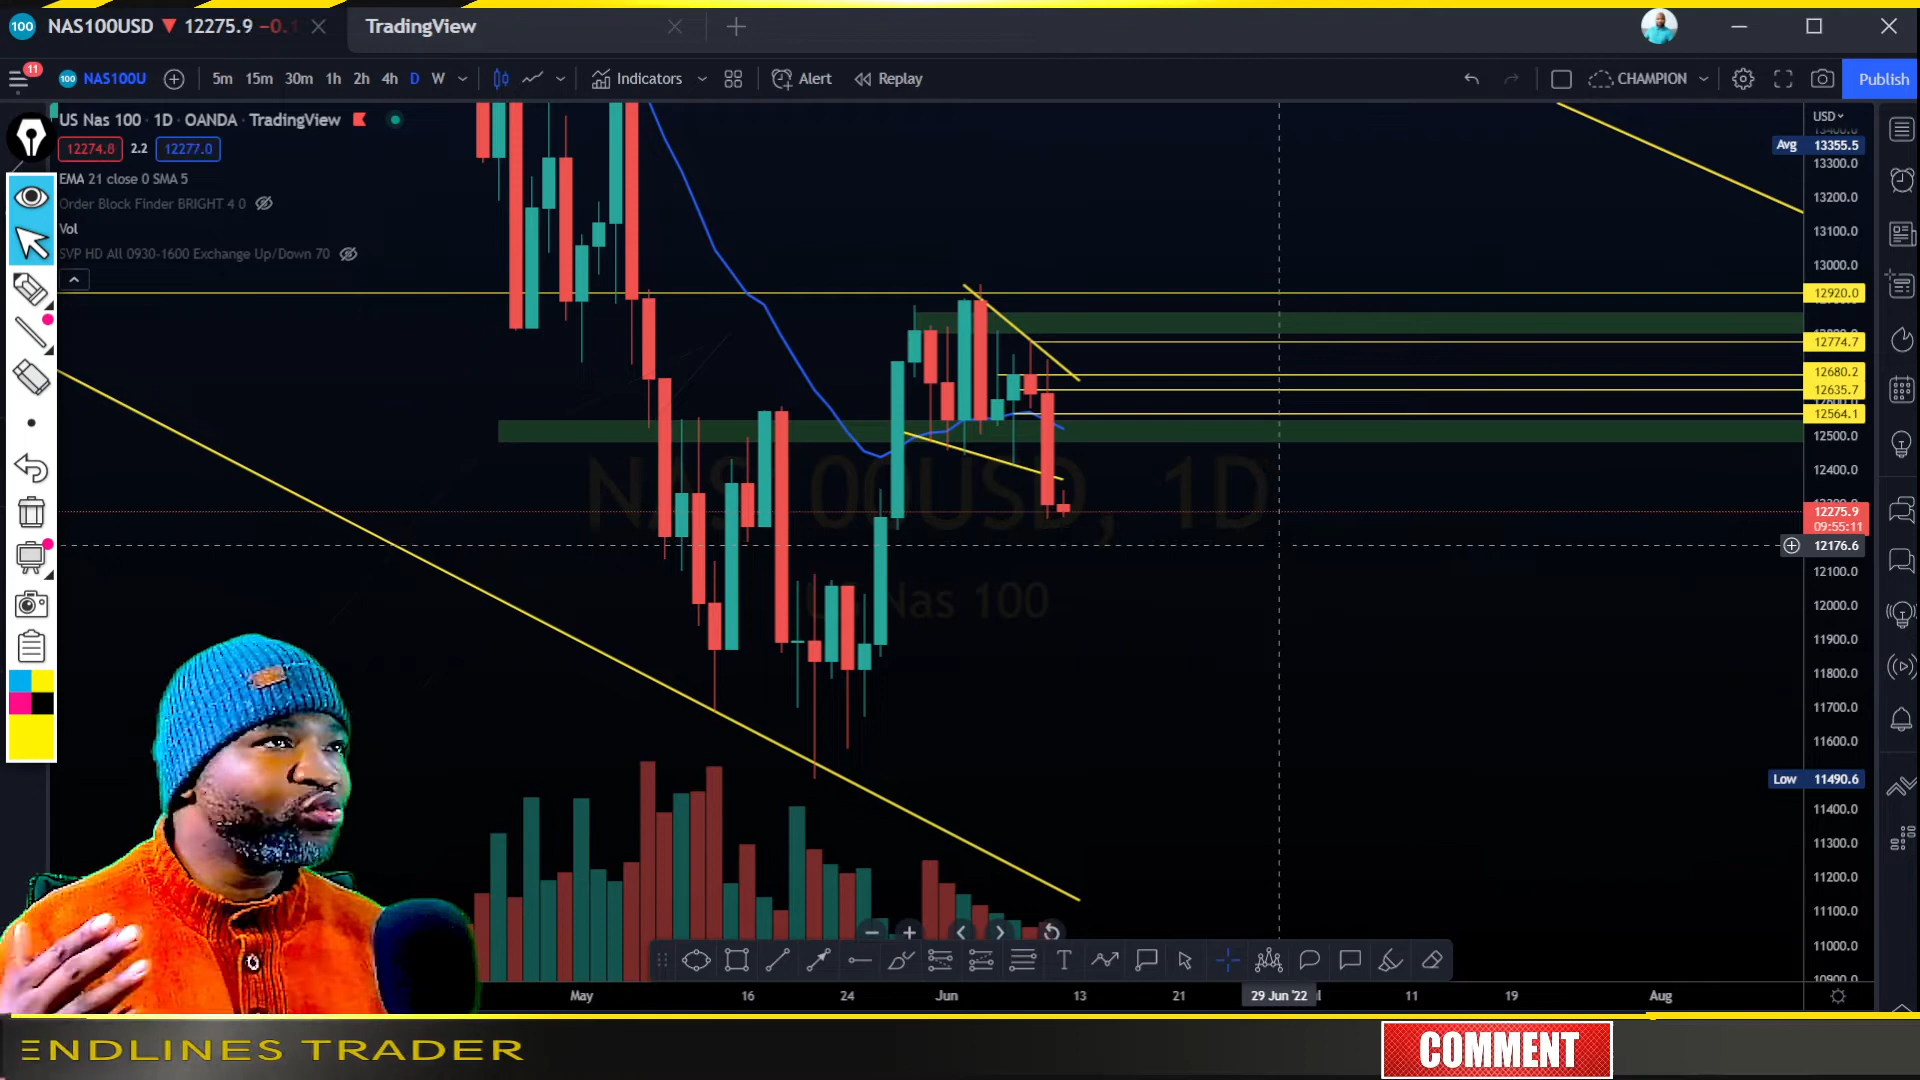 NAS100USD ▼ 12275.9 −0.1
TradingView
11
NAS100U
5m 15m 30m 1h 2h 4h D W
Indicators
Alert
Replay
CHAMPION
Publish
US Nas 100 · 1D · OANDA · TradingView
12274.8 2.2 12277.0
EMA 21 close 0 SMA 5
Order Block Finder BRIGHT 4 0
Vol
SVP HD All 0930-1600 Exchange Up/Down 70
NAS100USD, 1D
US Nas 100
USD
Avg 13355.5
13300.0
13200.0
13100.0
13000.0
12920.0
12774.7
12680.2
12635.7
12564.1
12500.0
12400.0
12275.9
09:55:11
12176.6
12100.0
12000.0
11900.0
11800.0
11700.0
11600.0
Low 11490.6
11400.0
11300.0
11200.0
11100.0
11000.0
10900.0
May 16 24 Jun 13 21 29 Jun '22 11 19 Aug
ENDLINES TRADER
COMMENT